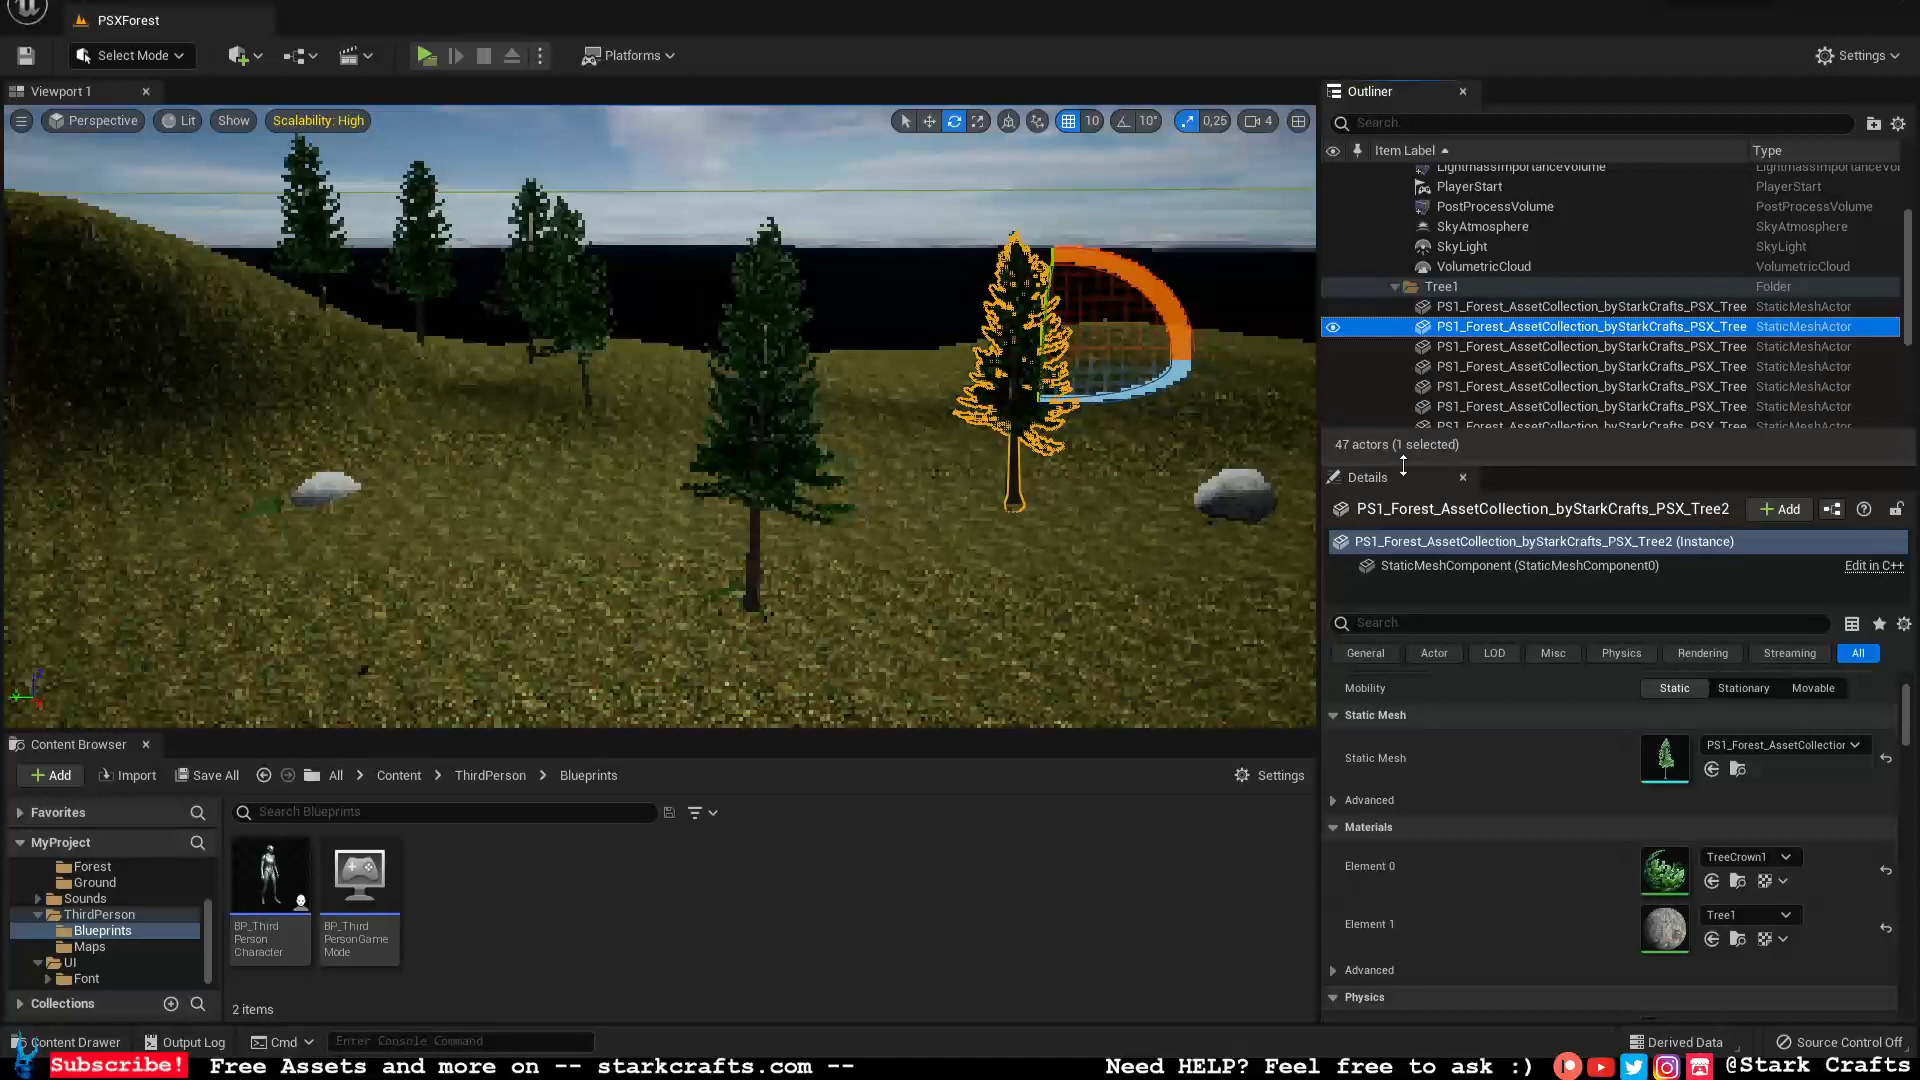 PSXForest
Select Mode
Platforms
Settings
Viewport 1
Perspective
Lit
Show
Scalability: High
10
10°
0,25
4
Outliner
Search.
Item Label
Type
LightmassImportanceVolume
PlayerStart
PlayerStart
PostProcessVolume
PostProcessVolume
SkyAtmosphere
SkyAtmosphere
SkyLight
SkyLight
VolumetricCloud
VolumetricCloud
Tree1
Folder
PS1_Forest_AssetCollection_byStarkCrafts_PSX_Tree
StaticMeshActor
PS1_Forest_AssetCollection_byStarkCrafts_PSX_Tree
StaticMeshActor
PS1_Forest_AssetCollection_byStarkCrafts_PSX_Tree
StaticMeshActor
PS1_Forest_AssetCollection_byStarkCrafts_PSX_Tree
StaticMeshActor
PS1_Forest_AssetCollection_byStarkCrafts_PSX_Tree
StaticMeshActor
PS1_Forest_AssetCollection_byStarkCrafts_PSX_Tree
StaticMeshActor
47 actors (1 selected)
Details
PS1_Forest_AssetCollection_byStarkCrafts_PSX_Tree2
Add
PS1_Forest_AssetCollection_byStarkCrafts_PSX_Tree2 (Instance)
StaticMeshComponent (StaticMeshComponent0)
Edit in C++
Search
General
Actor
LOD
Misc
Physics
Rendering
Streaming
All
Mobility
Static
Stationary
Movable
Static Mesh
Static Mesh
PS1_Forest_AssetCollection
Advanced
Materials
Element 0
TreeCrown1
Element 1
Tree1
Advanced
Physics
Content Browser
Add
Import
Save All
All
Content
ThirdPerson
Blueprints
Settings
Favorites
Search Blueprints
MyProject
Forest
Ground
Sounds
ThirdPerson
Blueprints
Maps
UI
Font
Collections
BP_Third
Person
Character
BP_Third
PersonGame
Mode
2 items
Content Drawer
Output Log
Cmd
Enter Console Command
Derived Data
Source Control Off
Subscribe!
Free Assets and more on -- starkcrafts.com --
Need HELP? Feel free to ask :)
@Stark Crafts